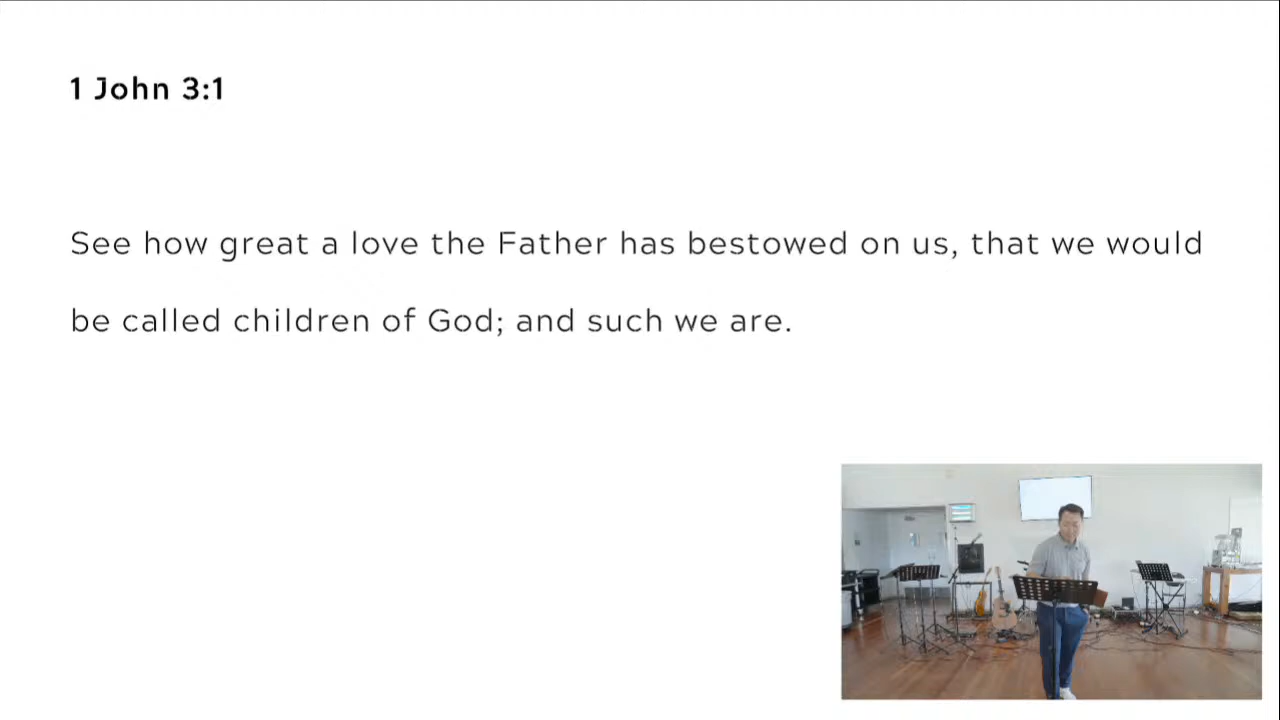 1 John 3:1
See how great a love the Father has bestowed on us, that we would
be called children of God; and such we are.